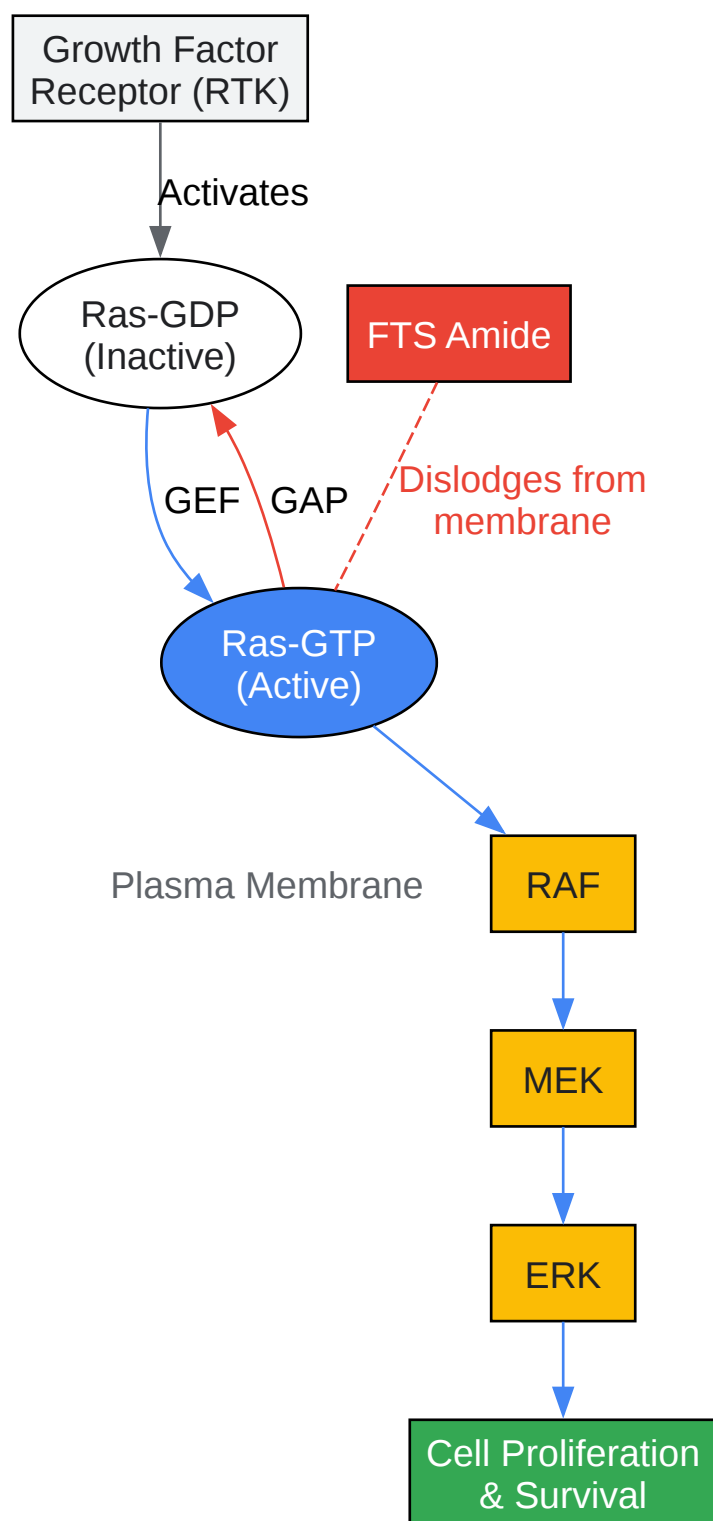 Growth Factor
Receptor (RTK)
Activates
Ras-GDP
(Inactive)
FTS Amide
GEF
GAP
Dislodges from
membrane
Ras-GTP
(Active)
Plasma Membrane
RAF
MEK
ERK
Cell Proliferation
& Survival